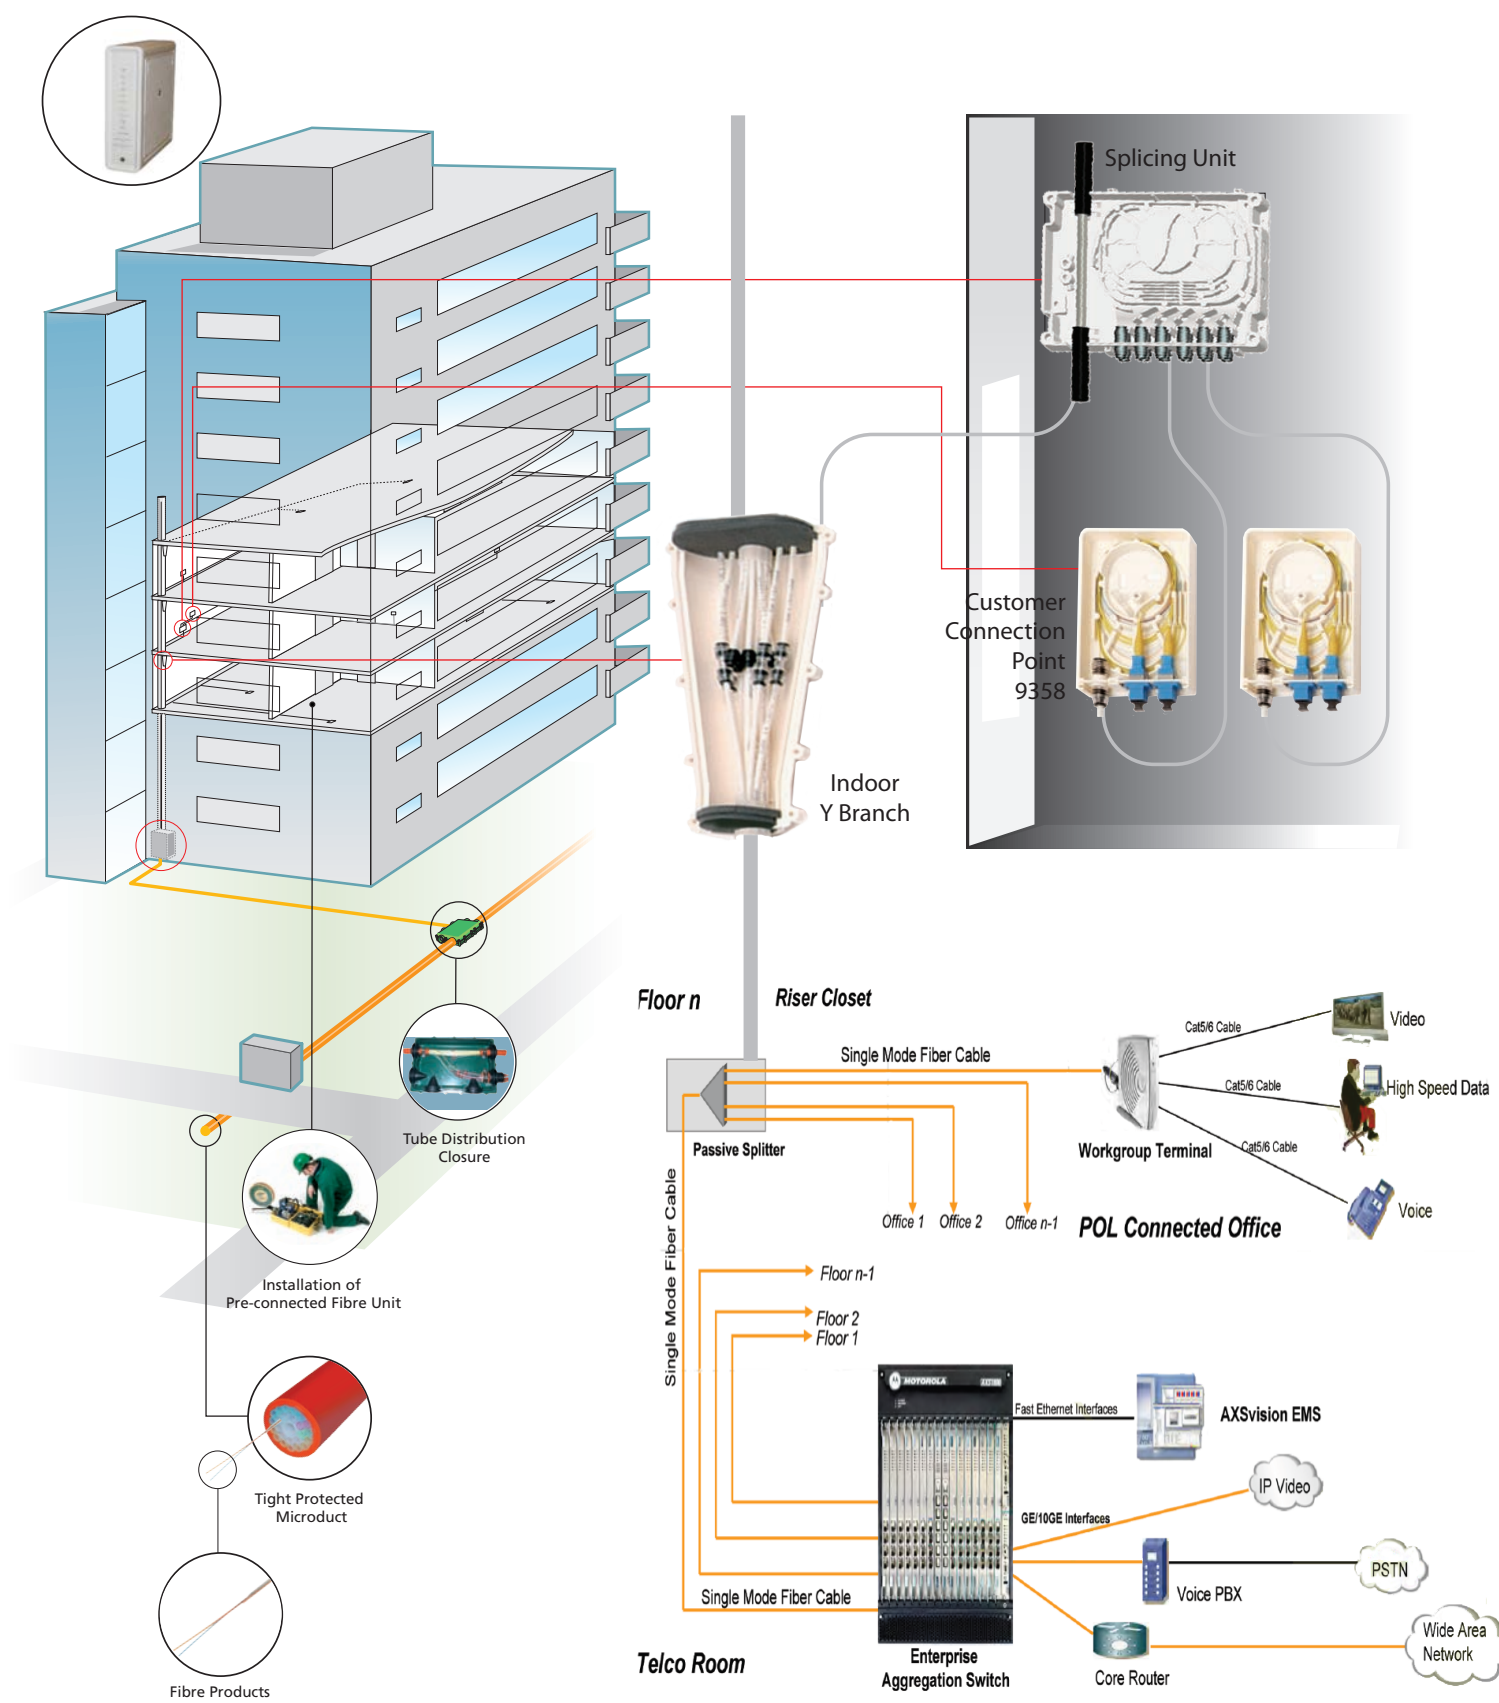 Splicing Unit
Customer
Connection
Point
9358
Indoor
Y Branch
Tube Distribution
Closure
Installation of
Pre-connected Fibre Unit
Tight Protected
Microduct
Fibre Products
Floor n
Riser Closet
Single Mode Fiber Cable
Passive Splitter
Cat5/6 Cable
Video
Cat5/6 Cable
High Speed Data
Workgroup Terminal
Cat5/6 Cable
Voice
Office 1
Office 2
Office n-1
POL Connected Office
Single Mode Fiber Cable
Floor n-1
Floor 2
Floor 1
MOTOROLA
Fast Ethernet Interfaces
AXSvision EMS
IP Video
GE/10GE Interfaces
Voice PBX
PSTN
Single Mode Fiber Cable
Enterprise
Aggregation Switch
Core Router
Wide Area
Network
Telco Room